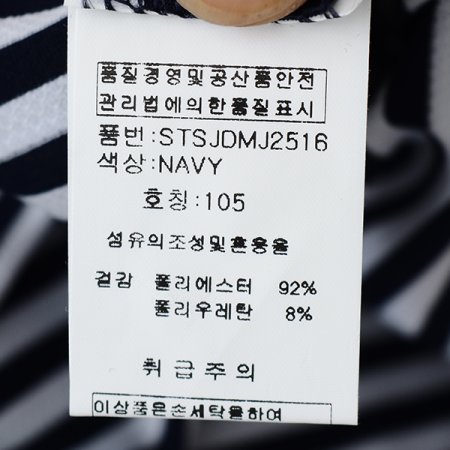 품질경영및공산품안전
관리법에의한품질표시
품번:STSJDMJ2516
색상:NAVY
호칭:105
섬유의조성및혼용율
겉감 폴리에스터 92%
폴리우레탄 8%
취급주의
이상품은손세탁을하여